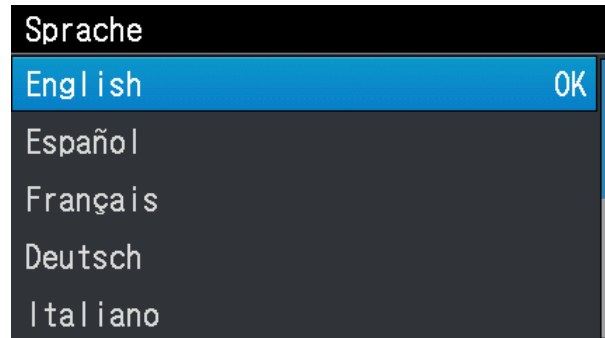 Sprache
English OK
Español
Français
Deutsch
Italiano